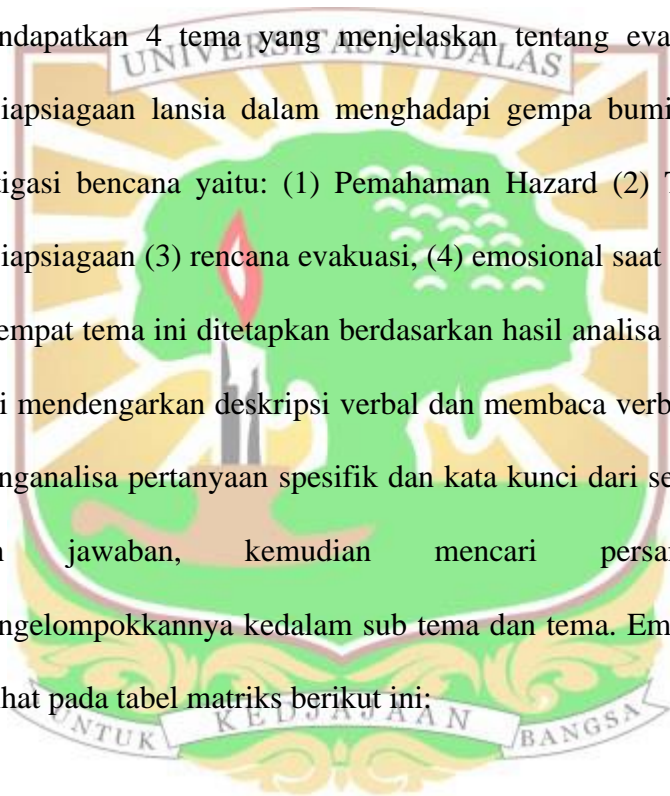 ndapatkan 4 tema yang menjelaskan tentang eva
UNIVERSITAS ANDALAS
iapsiagaan lansia dalam menghadapi gempa bumi
tigasi bencana yaitu: (1) Pemahaman Hazard (2) T
iapsiagaan (3) rencana evakuasi, (4) emosional saat
empat tema ini ditetapkan berdasarkan hasil analisa
i mendengarkan deskripsi verbal dan membaca verb
nganalisa pertanyaan spesifik dan kata kunci dari se
jawaban, kemudian mencari persa
ngelompokkannya kedalam sub tema dan tema. Em
hat pada tabel matriks berikut ini:
UNTUK KEDJAJAAN BANGSA